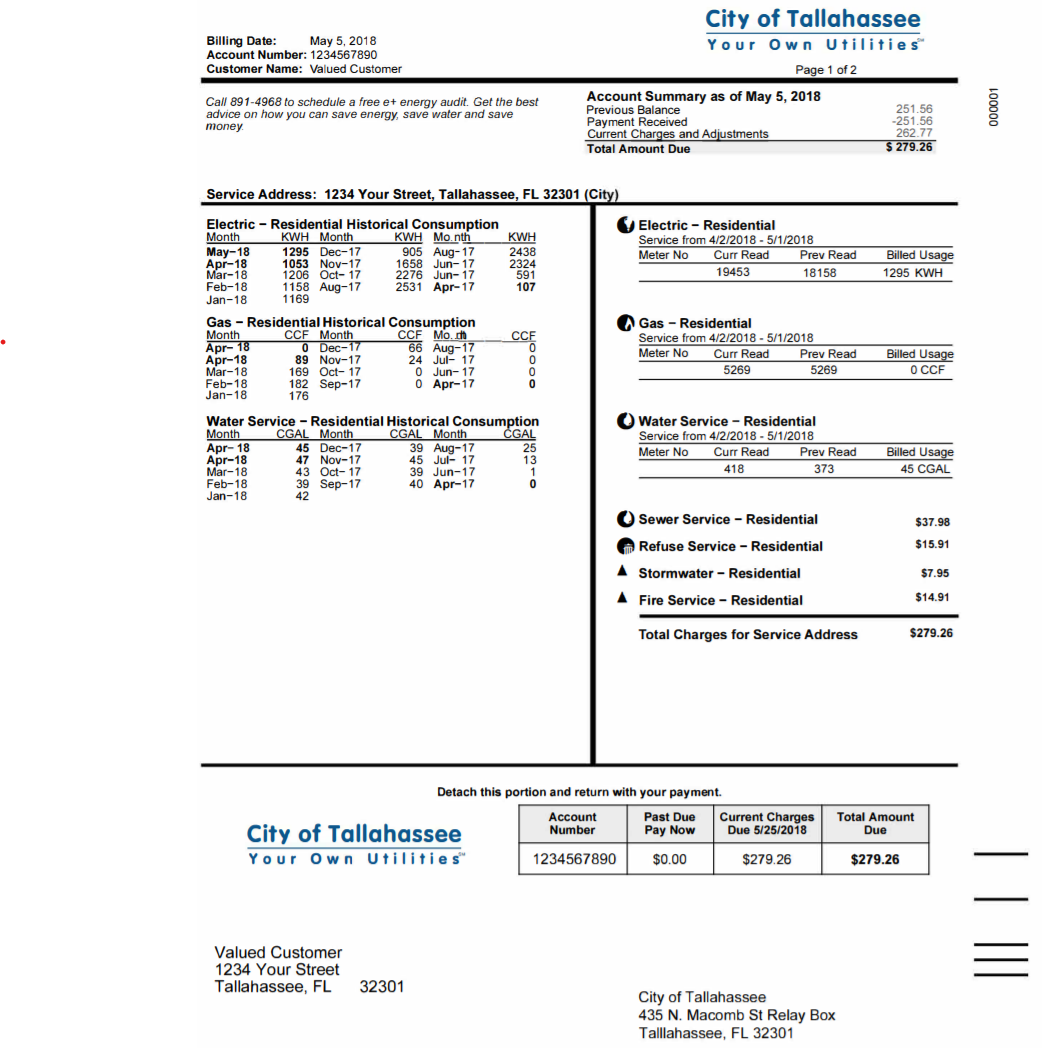 City of Tallahassee
Your Own Utilities℠
Billing Date: May 5, 2018
Account Number: 1234567890
Customer Name: Valued Customer
Page 1 of 2
000001
Call 891-4968 to schedule a free e+ energy audit. Get the best
advice on how you can save energy, save water and save
money.
Account Summary as of May 5, 2018
Previous Balance 251.56
Payment Received -251.56
Current Charges and Adjustments 262.77
Total Amount Due $ 279.26
Service Address: 1234 Your Street, Tallahassee, FL 32301 (City)
Electric – Residential Historical Consumption
Month KWH Month KWH Mo.nth KWH
May–18 1295 Dec–17 905 Aug–17 2438
Apr–18 1053 Nov–17 1658 Jun–17 2324
Mar–18 1206 Oct–17 2276 Jun–17 591
Feb–18 1158 Aug–17 2531 Apr–17 107
Jan–18 1169
Gas – Residential Historical Consumption
Month CCF Month CCF CCF
Apr–18 0 Dec–17 66 Aug–17 0
Apr–18 89 Nov–17 24 Jul–17 0
Mar–18 169 Oct–17 0 Jun–17 0
Feb–18 182 Sep–17 0 Apr–17 0
Jan–18 176
Water Service – Residential Historical Consumption
Month CGAL Month CGAL Month CGAL
Apr–18 45 Dec–17 39 Aug–17 25
Apr–18 47 Nov–17 45 Jul–17 13
Mar–18 43 Oct–17 39 Jun–17 1
Feb–18 39 Sep–17 40 Apr–17 0
Jan–18 42
Electric – Residential
Service from 4/2/2018 - 5/1/2018
Meter No Curr Read Prev Read Billed Usage
19453 18158 1295 KWH
Gas – Residential
Service from 4/2/2018 - 5/1/2018
Meter No Curr Read Prev Read Billed Usage
5269 5269 0 CCF
Water Service – Residential
Service from 4/2/2018 - 5/1/2018
Meter No Curr Read Prev Read Billed Usage
418 373 45 CGAL
Sewer Service – Residential $37.98
Refuse Service – Residential $15.91
Stormwater – Residential $7.95
Fire Service – Residential $14.91
Total Charges for Service Address $279.26
Detach this portion and return with your payment.
City of Tallahassee
Your Own Utilities℠
Account Number Past Due Pay Now Current Charges Due 5/25/2018 Total Amount Due
1234567890 $0.00 $279.26 $279.26
Valued Customer
1234 Your Street
Tallahassee, FL 32301
City of Tallahassee
435 N. Macomb St Relay Box
Talllahassee, FL 32301